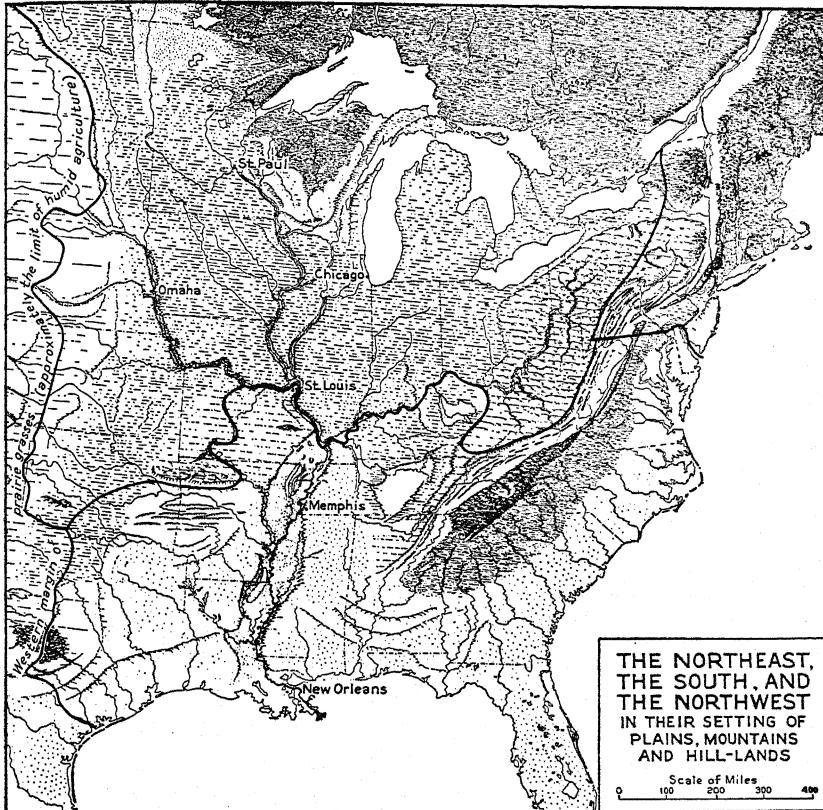 St. Paul
Omaha
Chicago
St. Louis
Memphis
New Orleans
Western margin of prairie grasses (approximately the limit of humid agriculture)
THE NORTHEAST,
THE SOUTH, AND
THE NORTHWEST
IN THEIR SETTING OF
PLAINS, MOUNTAINS
AND HILL-LANDS
Scale of Miles
0 100 200 300 400